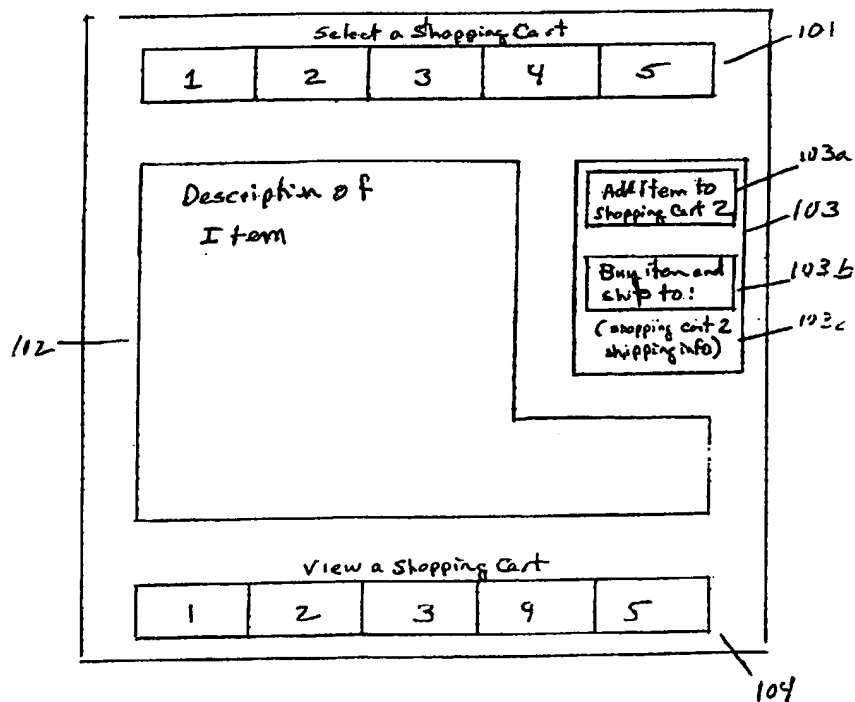 Select a Shopping Cart
1 2 3 4 5
101
Description of
Item
103a
Add Item to
Shopping Cart 2
103
Buy item and
ship to:
103b
(shopping cart 2
shipping info)
103c
102
View a Shopping Cart
1 2 3 4 5
104